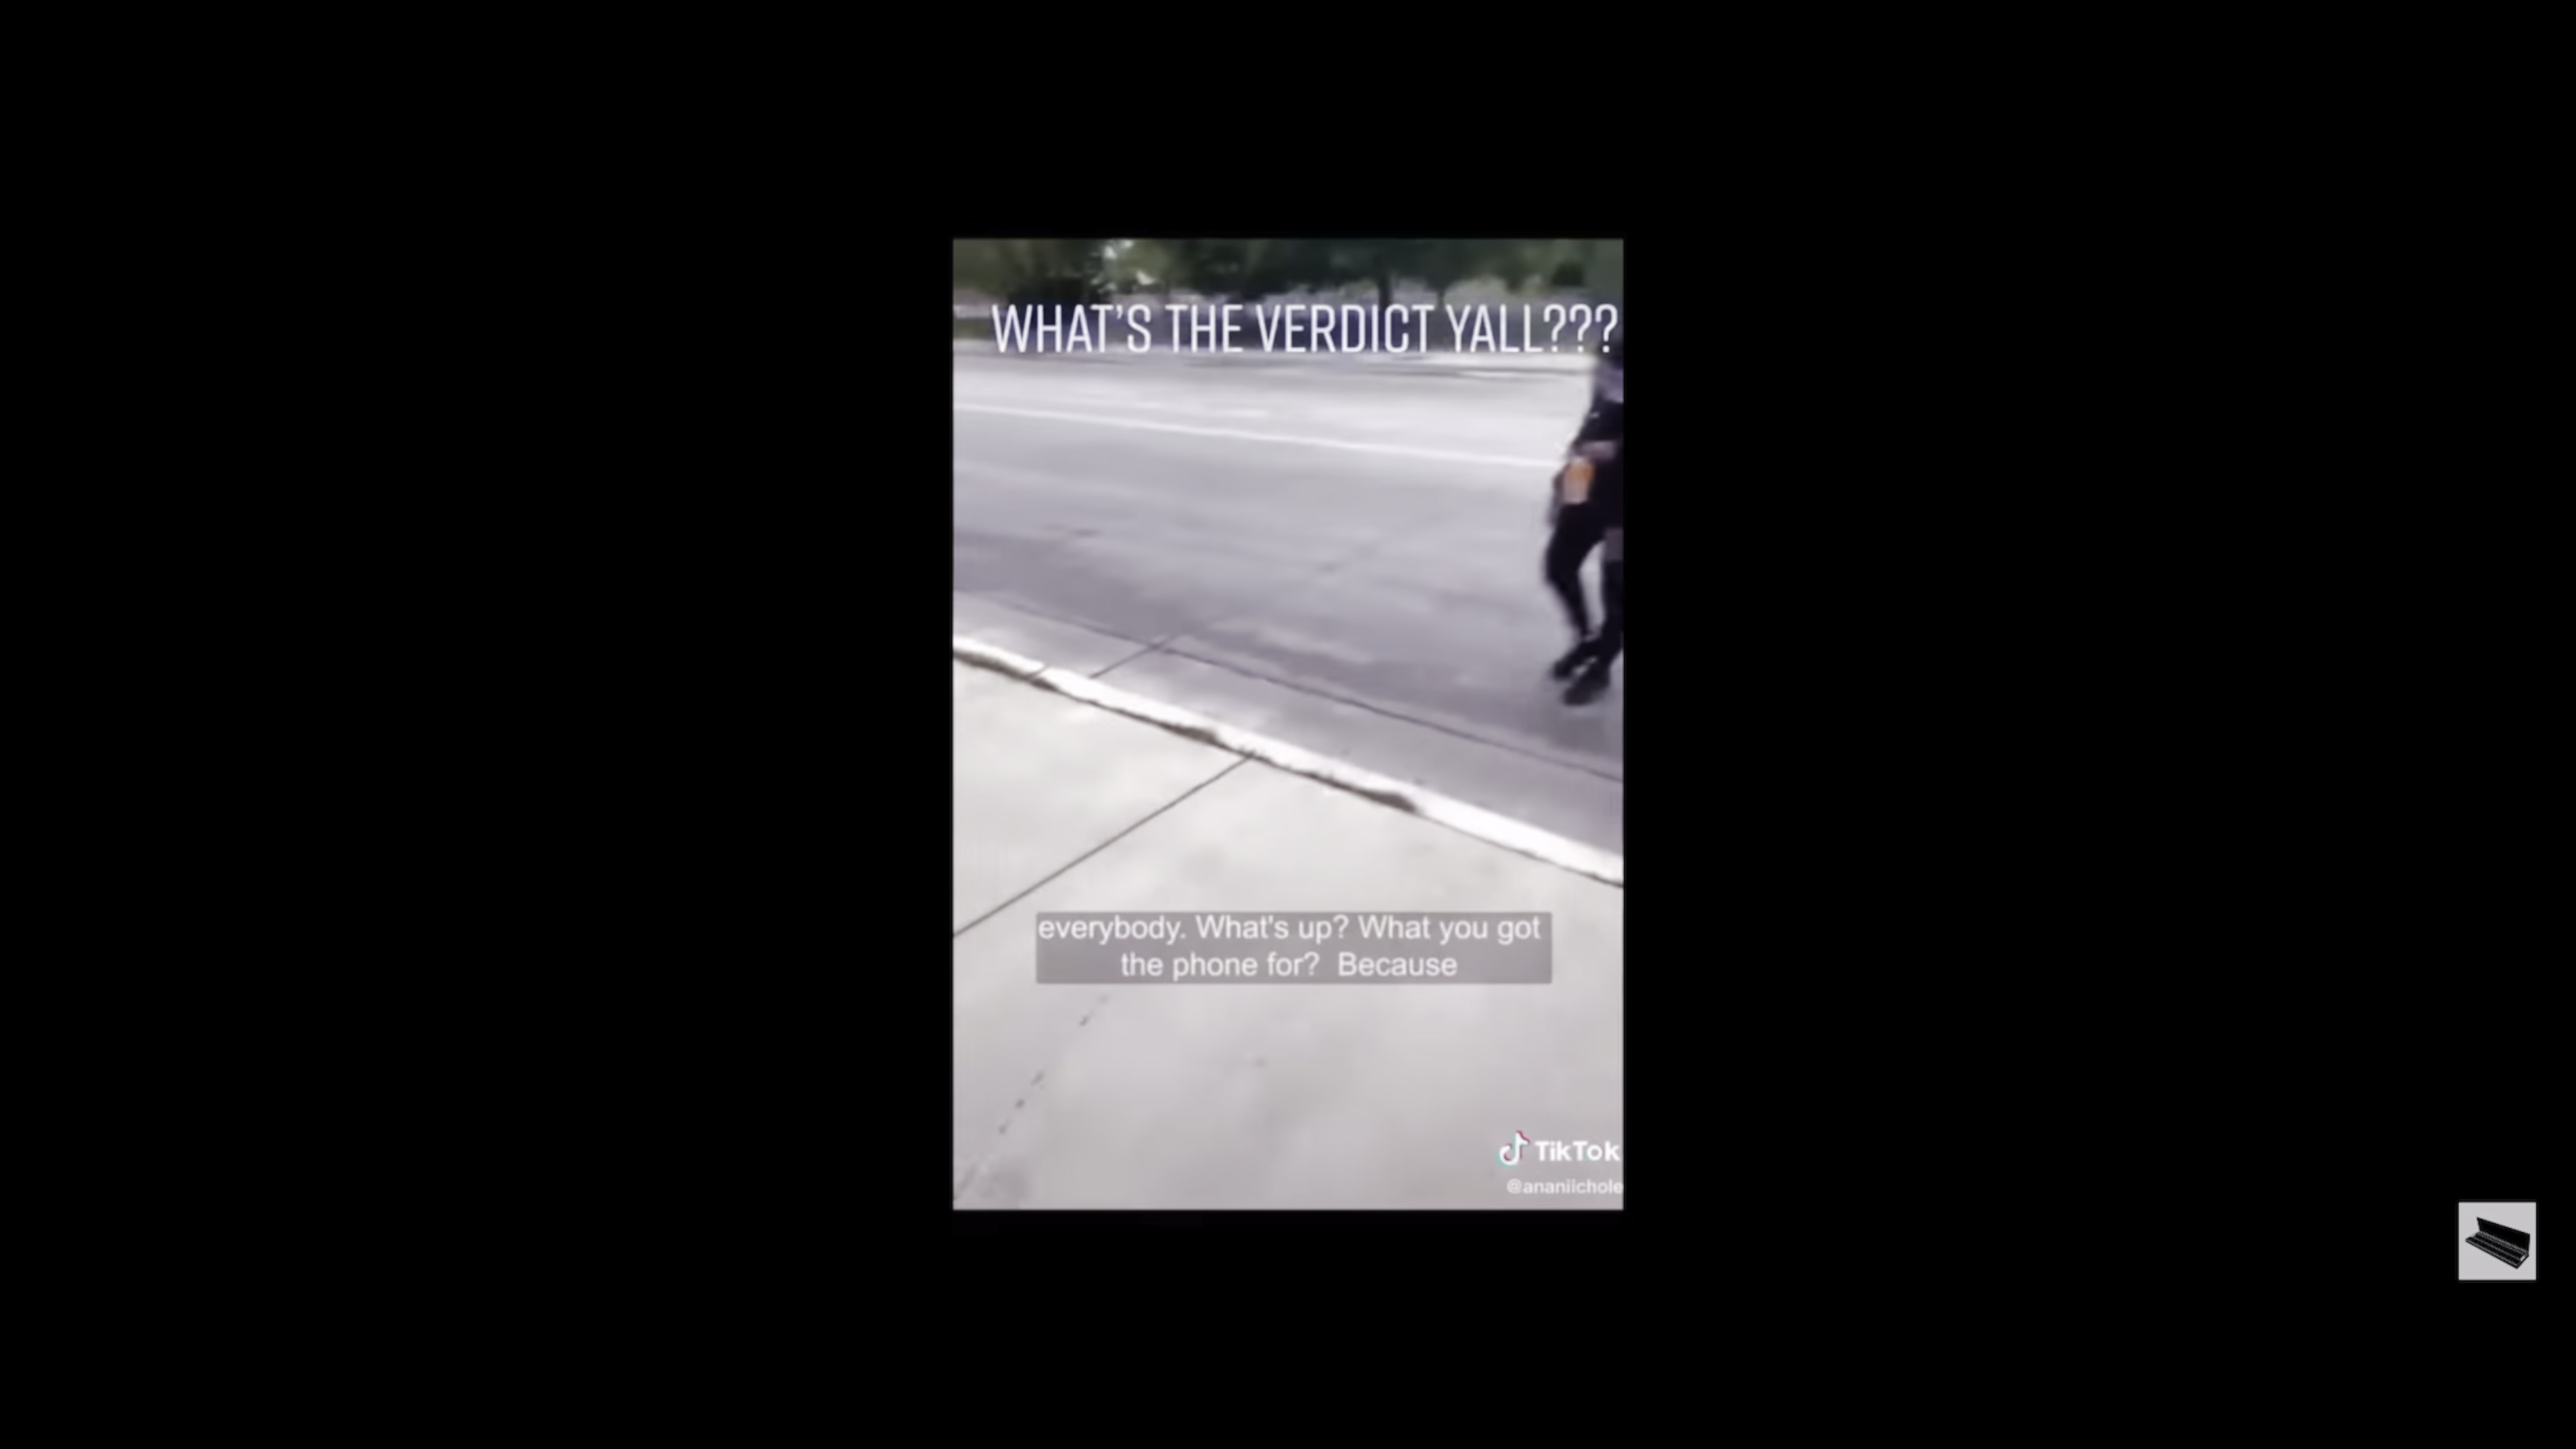 WHAT'S THE VERDICT YALL???
everybody. What's up? What you got
the phone for? Because
TikTok
@ananiichole